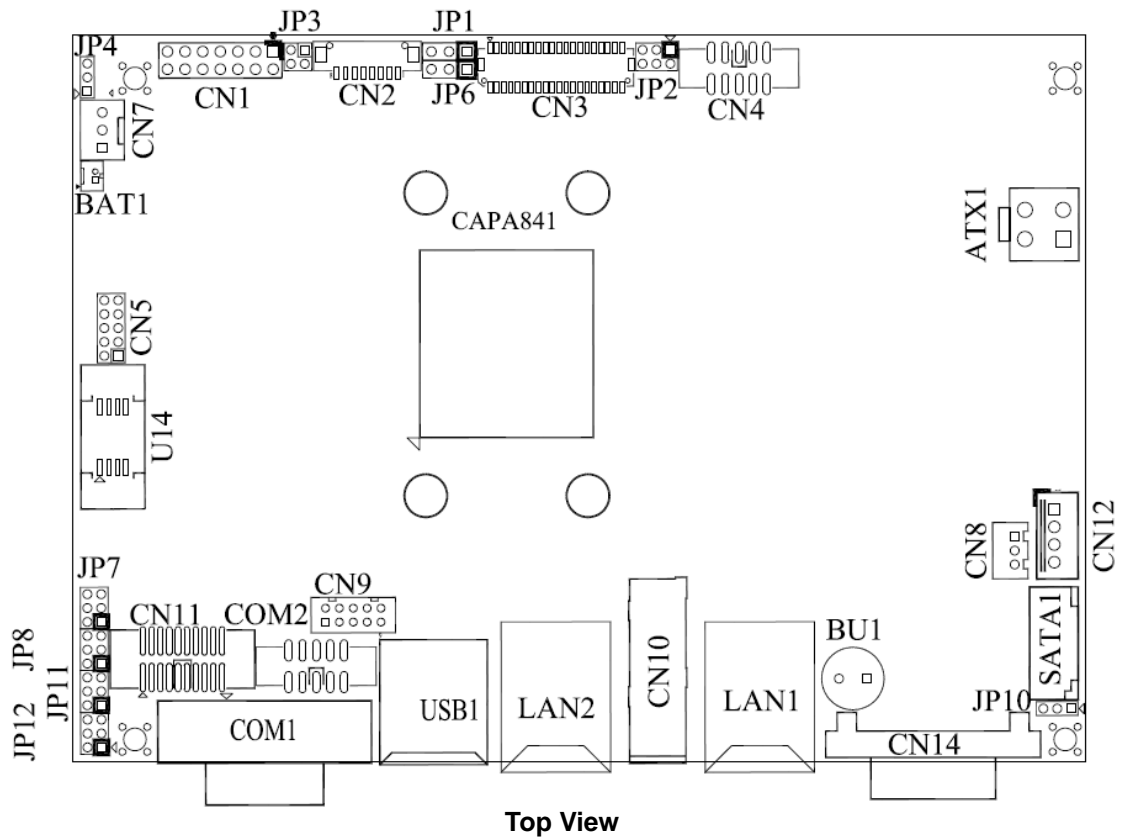 JP3
JP1
JP4
CN1
CN2
JP6
CN3
JP2
CN4
CN7
BAT1
CAPA841
ATX1
CN5
U14
CN8
CN12
JP7
CN9
CN11
COM2
JP8
SATA1
BU1
CN10
JP11
JP12
COM1
USB1
LAN2
LAN1
JP10
CN14
Top View